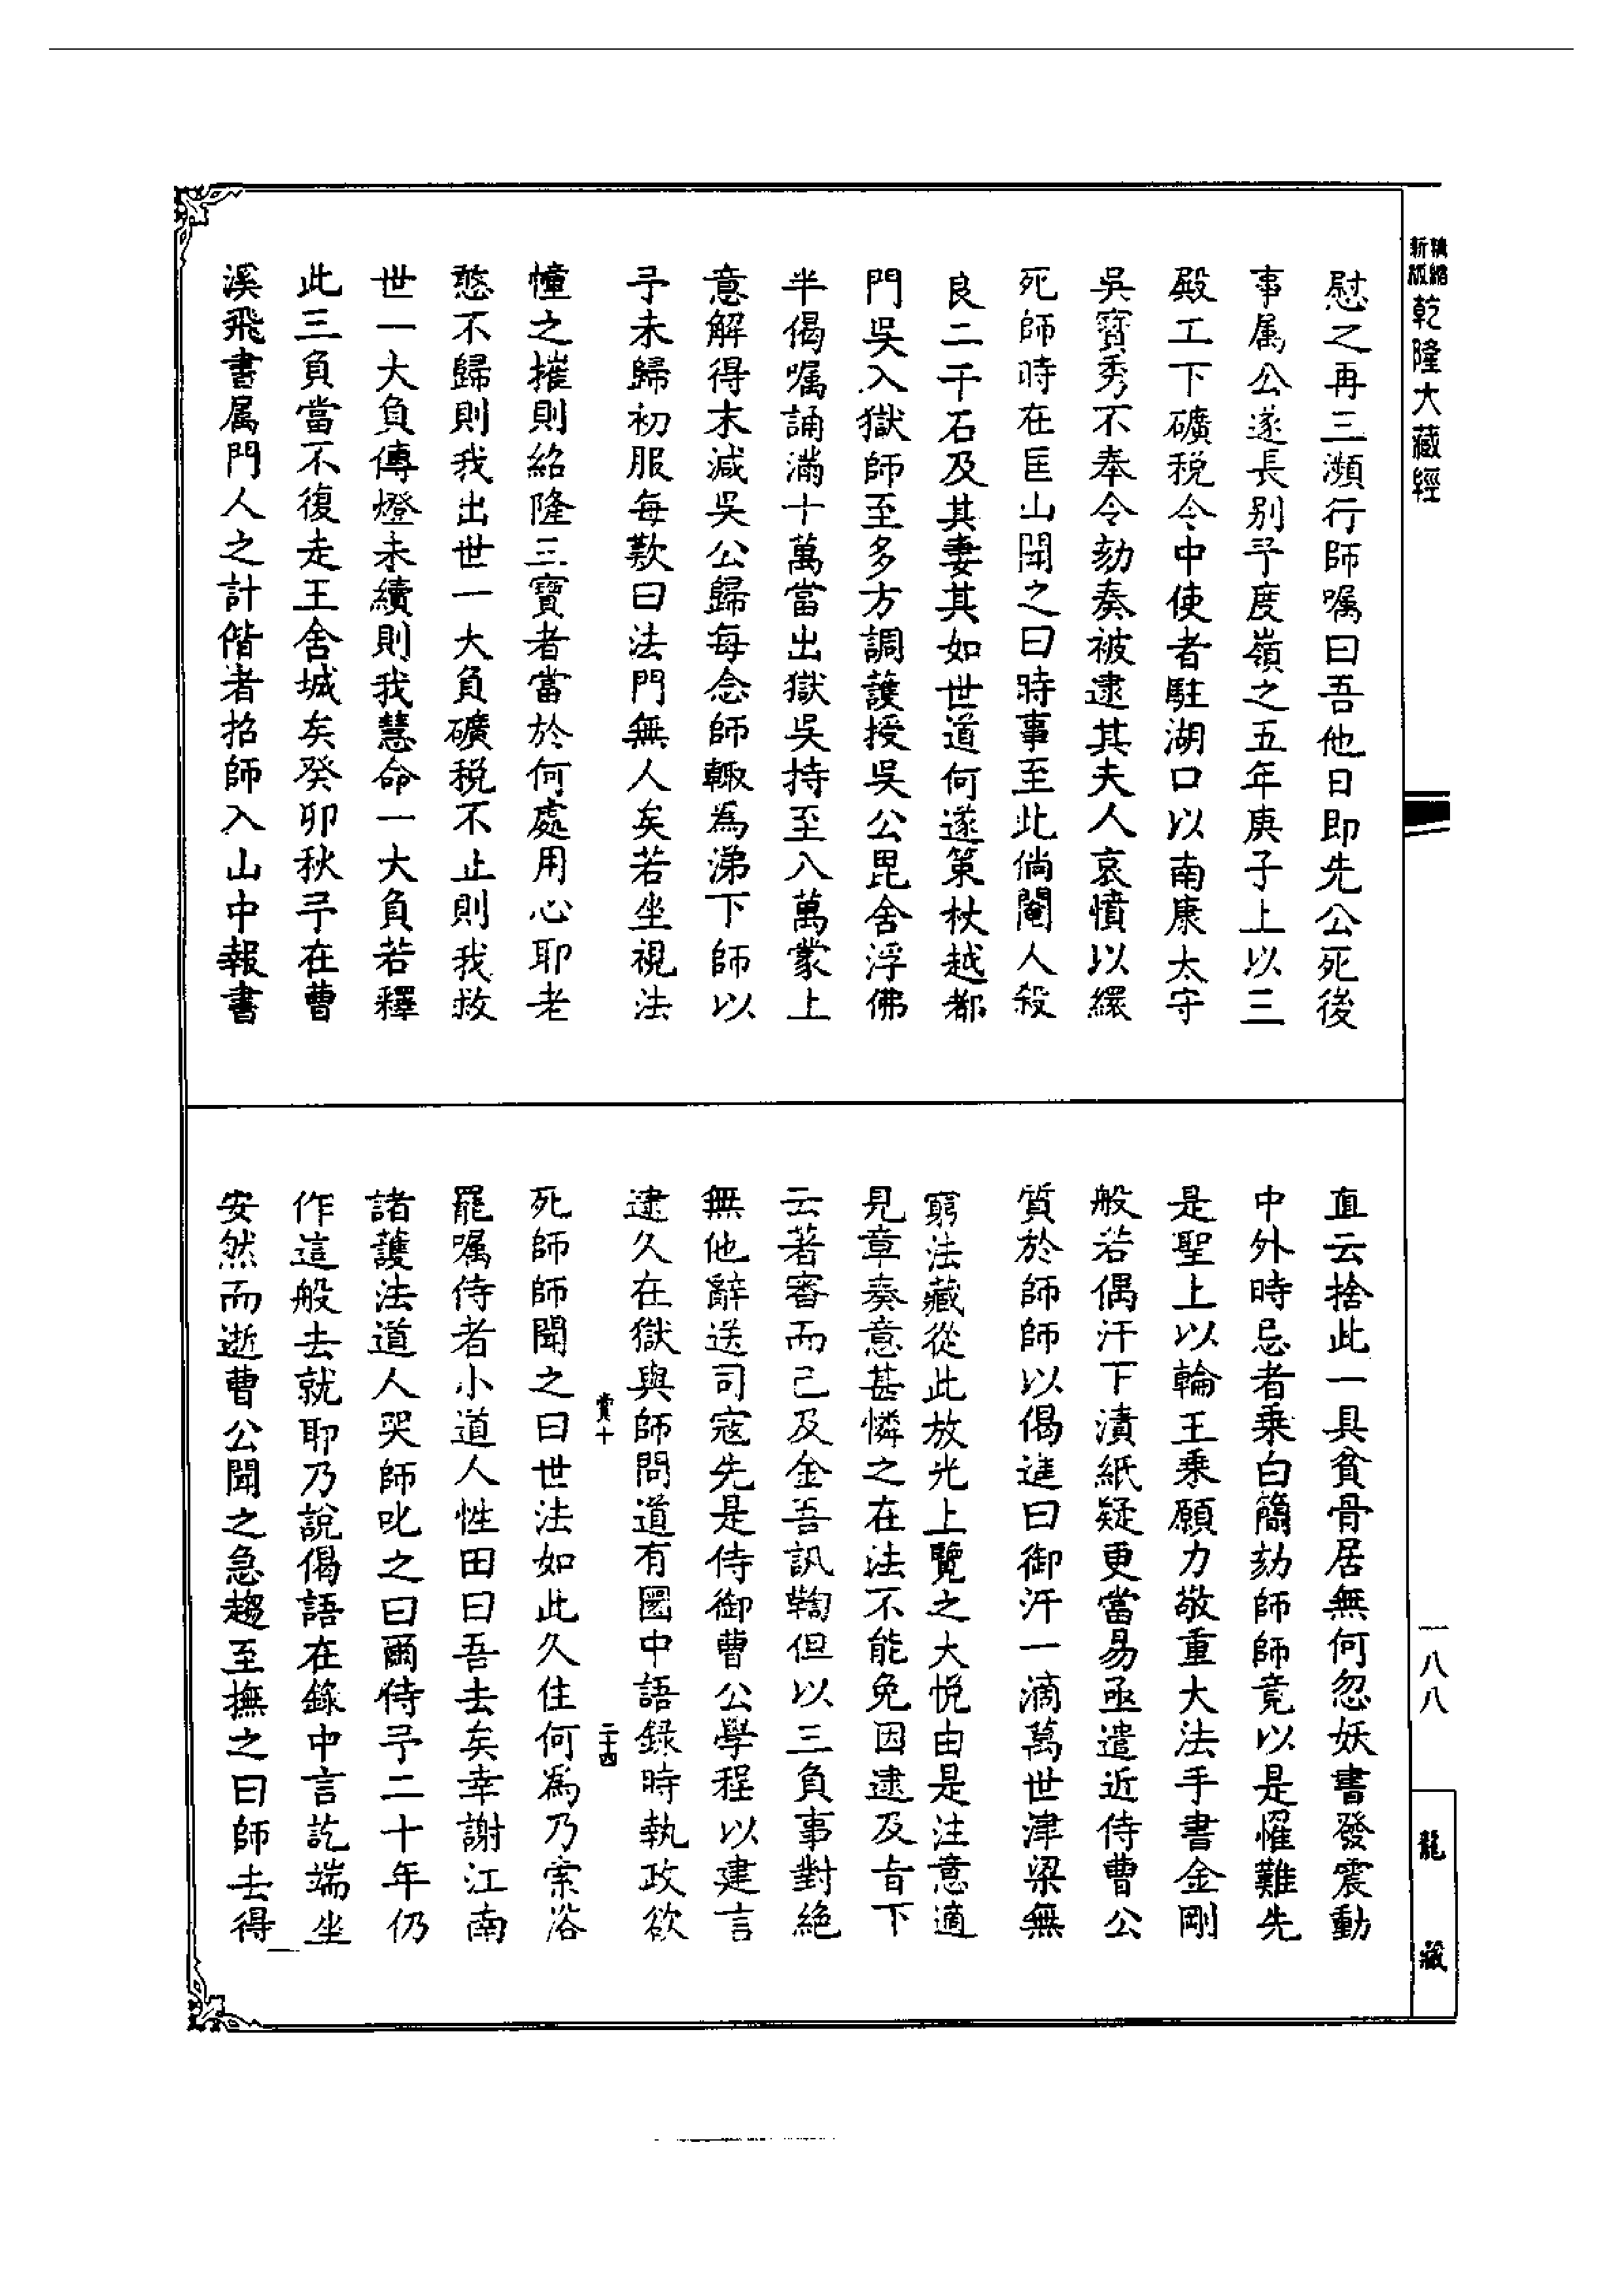 精縮新版乾隆大藏經
慰之再三瀕行師囑曰吾他日即先公死後
事属公遂長别予度嶺之五年庚子上以三
殿工下礦税令中使者駐湖口以南康太守
吳寳秀不奉令劾奏被逮其夫人哀憤以繯
死師時在匡山聞之曰時事至此倘閹人殺
良二千石及其妻其如世道何遂策杖越都
門吳入獄師至多方調護授吳公毘舍浮佛
半偈囑誦滿十萬當出獄吳持至八萬蒙上
意解得末減吳公歸每念師輙為涕下師以
予未歸初服每歎曰法門無人矣若坐視法
幢之摧則紹隆三寶者當於何處用心耶老
憨不歸則我出世一大負礦税不止則我救
世一大負傳燈未續則我慧命一大負若釋
此三負當不復走王舍城矣癸卯秋予在曹
溪飛書属門人之計偕者招師入山中報書
直云捨此一具貧骨居無何忽妖書發震動
中外時忌者乘白簡劾師師竟以是罹難先
是聖上以輪王乘願力敬重大法手書金剛
般若偶汗下漬紙疑更當易亟遣近侍曹公
質於師師以偈進曰御汗一滴萬世津梁無
窮法藏從此放光上覽之大悅由是注意適
見章奏意甚憐之在法不能免因逮及旨下
云著審而已及金吾訊鞫但以三負事對絕
無他辭送司寇先是侍御曹公學程以建言
逮久在獄與師問道有圜中語録時執政欲
賞十
二十四
死師師聞之曰世法如此久住何為乃索浴
罷囑侍者小道人性田曰吾去矣幸謝江南
諸護法道人哭師叱之曰爾侍予二十年仍
作這般去就耶乃說偈語在錄中言訖端坐
安然而逝曹公聞之急趨至撫之曰師去得
一八八
龍藏